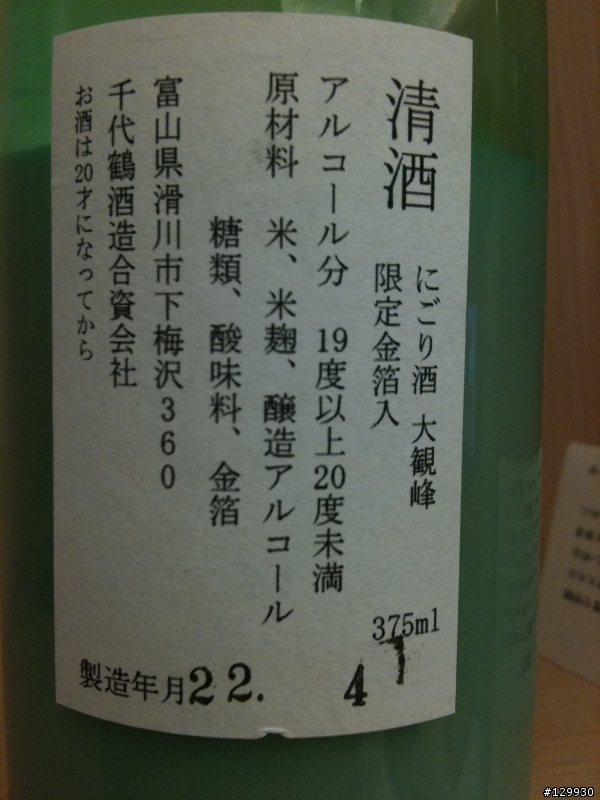 清酒
にごり酒 大観峰
限定金箔入
375ml
アルコール分 19度以上20度未満
原材料 米、米麹、醸造アルコール
糖類、酸味料、金箔
富山県滑川市下梅沢360
千代鶴酒造合資会社
お酒は20才になってから
製造年月22. 4
1
#129930